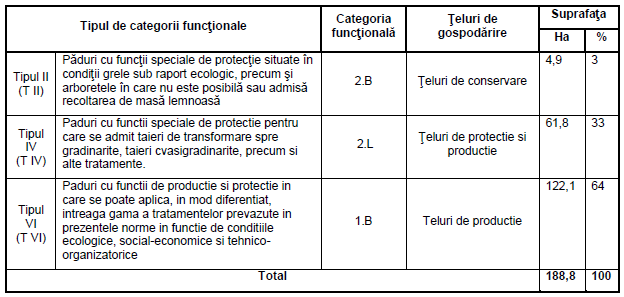 Tipul de categorii funcţionale
Categoria
funcţională
Ţeluri de
gospodărire
Suprafaţa
Ha
%
Tipul II
(T II)
Păduri cu funcţii speciale de protecţie situate în
condiţii grele sub raport ecologic, precum şi
arboretele în care nu este posibilă sau admisă
recoltarea de masă lemnoasă
2.B
Ţeluri de conservare
4,9
3
Tipul
IV
(T IV)
Paduri cu functii speciale de protectie pentru
care se admit taieri de transformare spre
gradinarite, taieri cvasigradinarite, precum si
alte tratamente.
2.L
Ţeluri de protectie si
productie
61,8
33
Tipul
VI
(T VI)
Paduri cu functii de productie si protectie in
care se poate aplica, in mod diferentiat,
intreaga gama a tratamentelor prevazute in
prezentele norme in functie de conditiile
ecologice, social-economice si tehnico-
organizatorice
1.B
Teluri de productie
122,1
64
Total
188,8
100